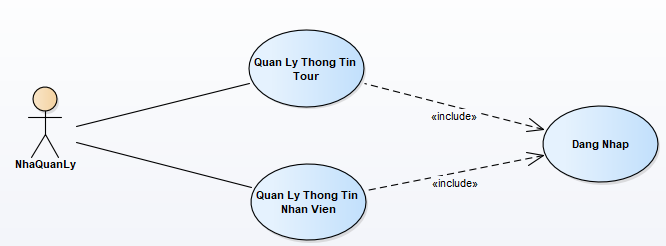 Quan Ly Thong Tin
Tour
«include»
Dang Nhap
NhaQuanLy
Quan Ly Thong Tin
Nhan Vien
«include»